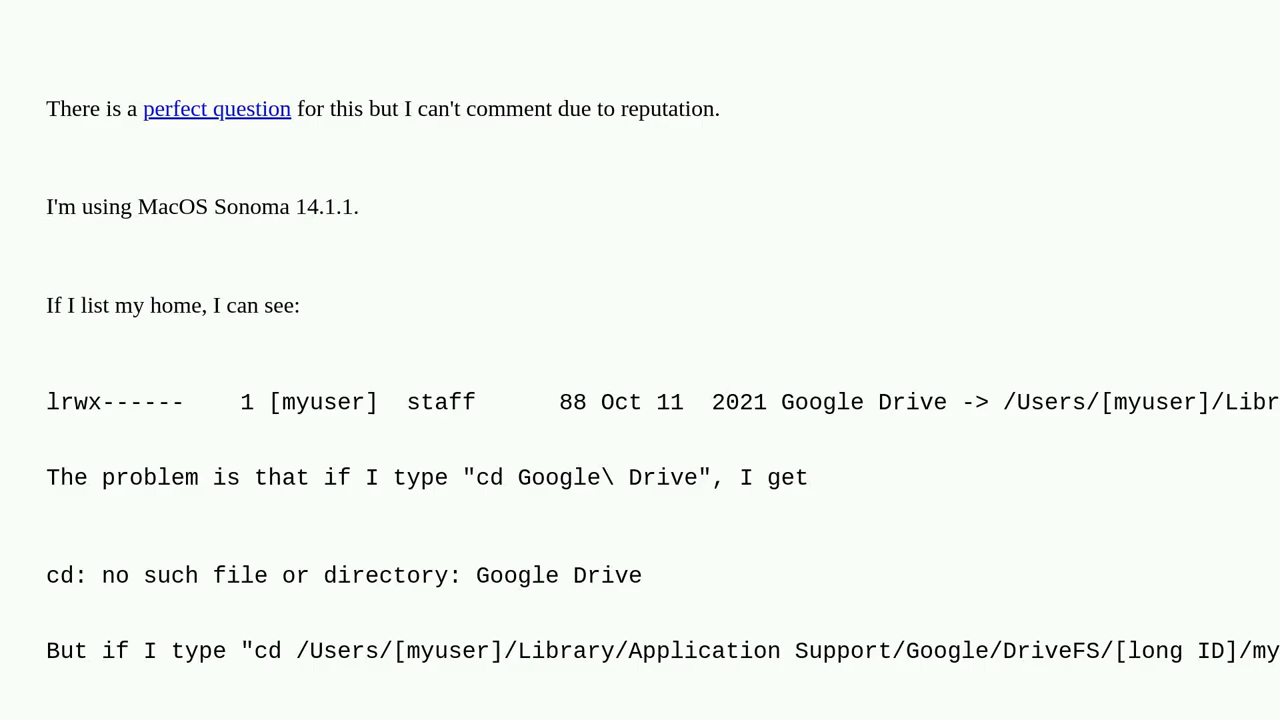 There is a perfect question for this but I can't comment due to reputation.
I'm using MacOS Sonoma 14.1.1.
If I list my home, I can see:
lrwx------    1 [myuser]  staff      88 Oct 11  2021 Google Drive -> /Users/[myuser]/Libr
The problem is that if I type "cd Google\ Drive", I get
cd: no such file or directory: Google Drive
But if I type "cd /Users/[myuser]/Library/Application Support/Google/DriveFS/[long ID]/my